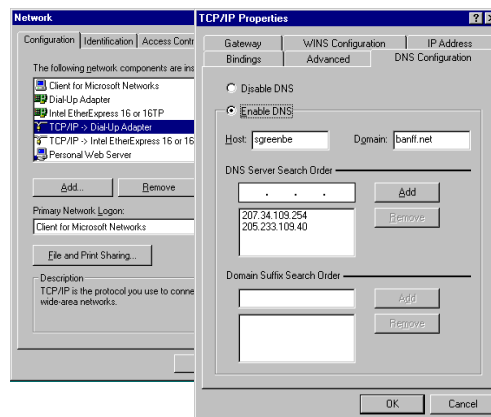 Network
Configuration Identification Access Contr
The following network components are ins
Client for Microsoft Networks
Dial-Up Adapter
Intel EtherExpress 16 or 16TP
TCP/IP -> Dial-Up Adapter
TCP/IP -> Intel EtherExpress 16 or 16
Personal Web Server
Add... Remove
Primary Network Logon:
Client for Microsoft Networks
File and Print Sharing...
Description
TCP/IP is the protocol you use to conne
wide-area networks.
TCP/IP Properties
Gateway WINS Configuration IP Address
Bindings Advanced DNS Configuration
Disable DNS
Enable DNS
Host: sgreenbe Domain: banff.net
DNS Server Search Order
. . . Add
207.34.109.254
205.233.109.40
Remove
Domain Suffix Search Order
Add
Remove
OK Cancel